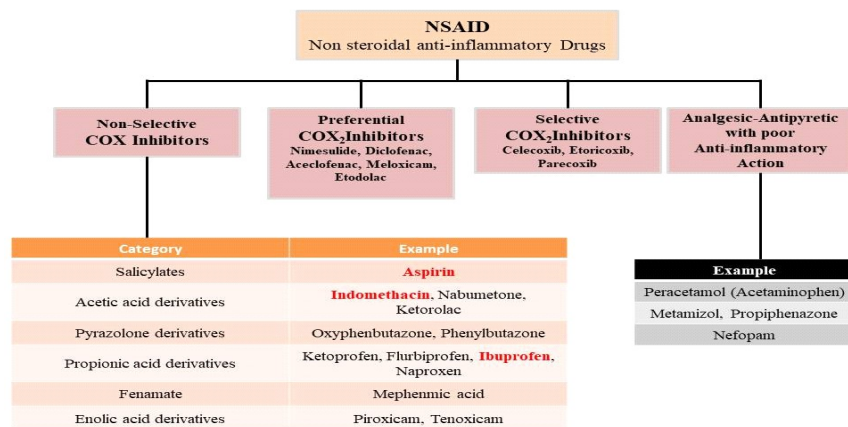 NSAID
Non steroidal anti-inflammatory Drugs
Non-Selective
COX Inhibitors
Preferential
COX₂Inhibitors
Nimesulide, Diclofenac,
Aceclofenac, Meloxicam,
Etodolac
Selective
COX₂Inhibitors
Celecoxib, Etoricoxib,
Parecoxib
Analgesic-Antipyretic
with poor
Anti-inflammatory
Action
Category Example
Salicylates Aspirin
Acetic acid derivatives Indomethacin, Nabumetone,
Ketorolac
Pyrazolone derivatives Oxyphenbutazone, Phenylbutazone
Propionic acid derivatives Ketoprofen, Flurbiprofen, Ibuprofen,
Naproxen
Fenamate Mephenmic acid
Enolic acid derivatives Piroxicam, Tenoxicam
Example
Peracetamol (Acetaminophen)
Metamizol, Propiphenazone
Nefopam